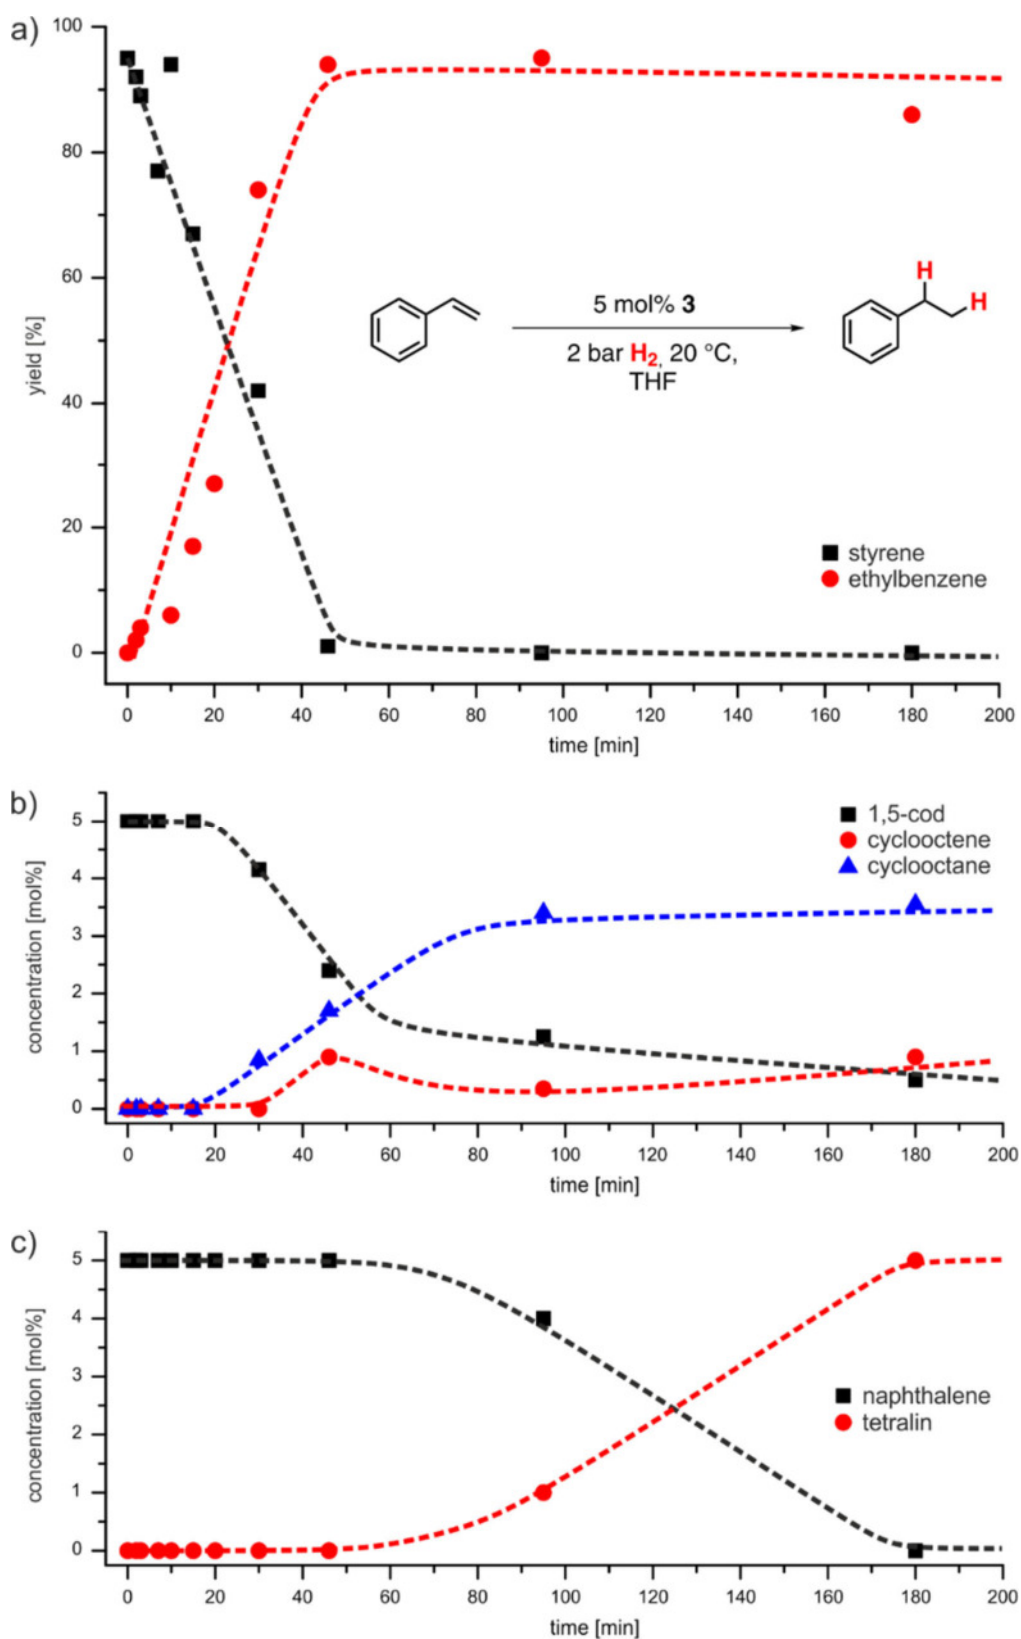 a)
100
80
60
40
20
0
yield [%]
H
H
5 mol% 3
2 bar H₂, 20 °C,
THF
styrene
ethylbenzene
0 20 40 60 80 100 120 140 160 180 200
time [min]
b)
5
4
3
2
1
0
concentration [mol%]
1,5-cod
cyclooctene
cyclooctane
0 20 40 60 80 100 120 140 160 180 200
time [min]
c)
5
4
3
2
1
0
concentration [mol%]
naphthalene
tetralin
0 20 40 60 80 100 120 140 160 180 200
time [min]